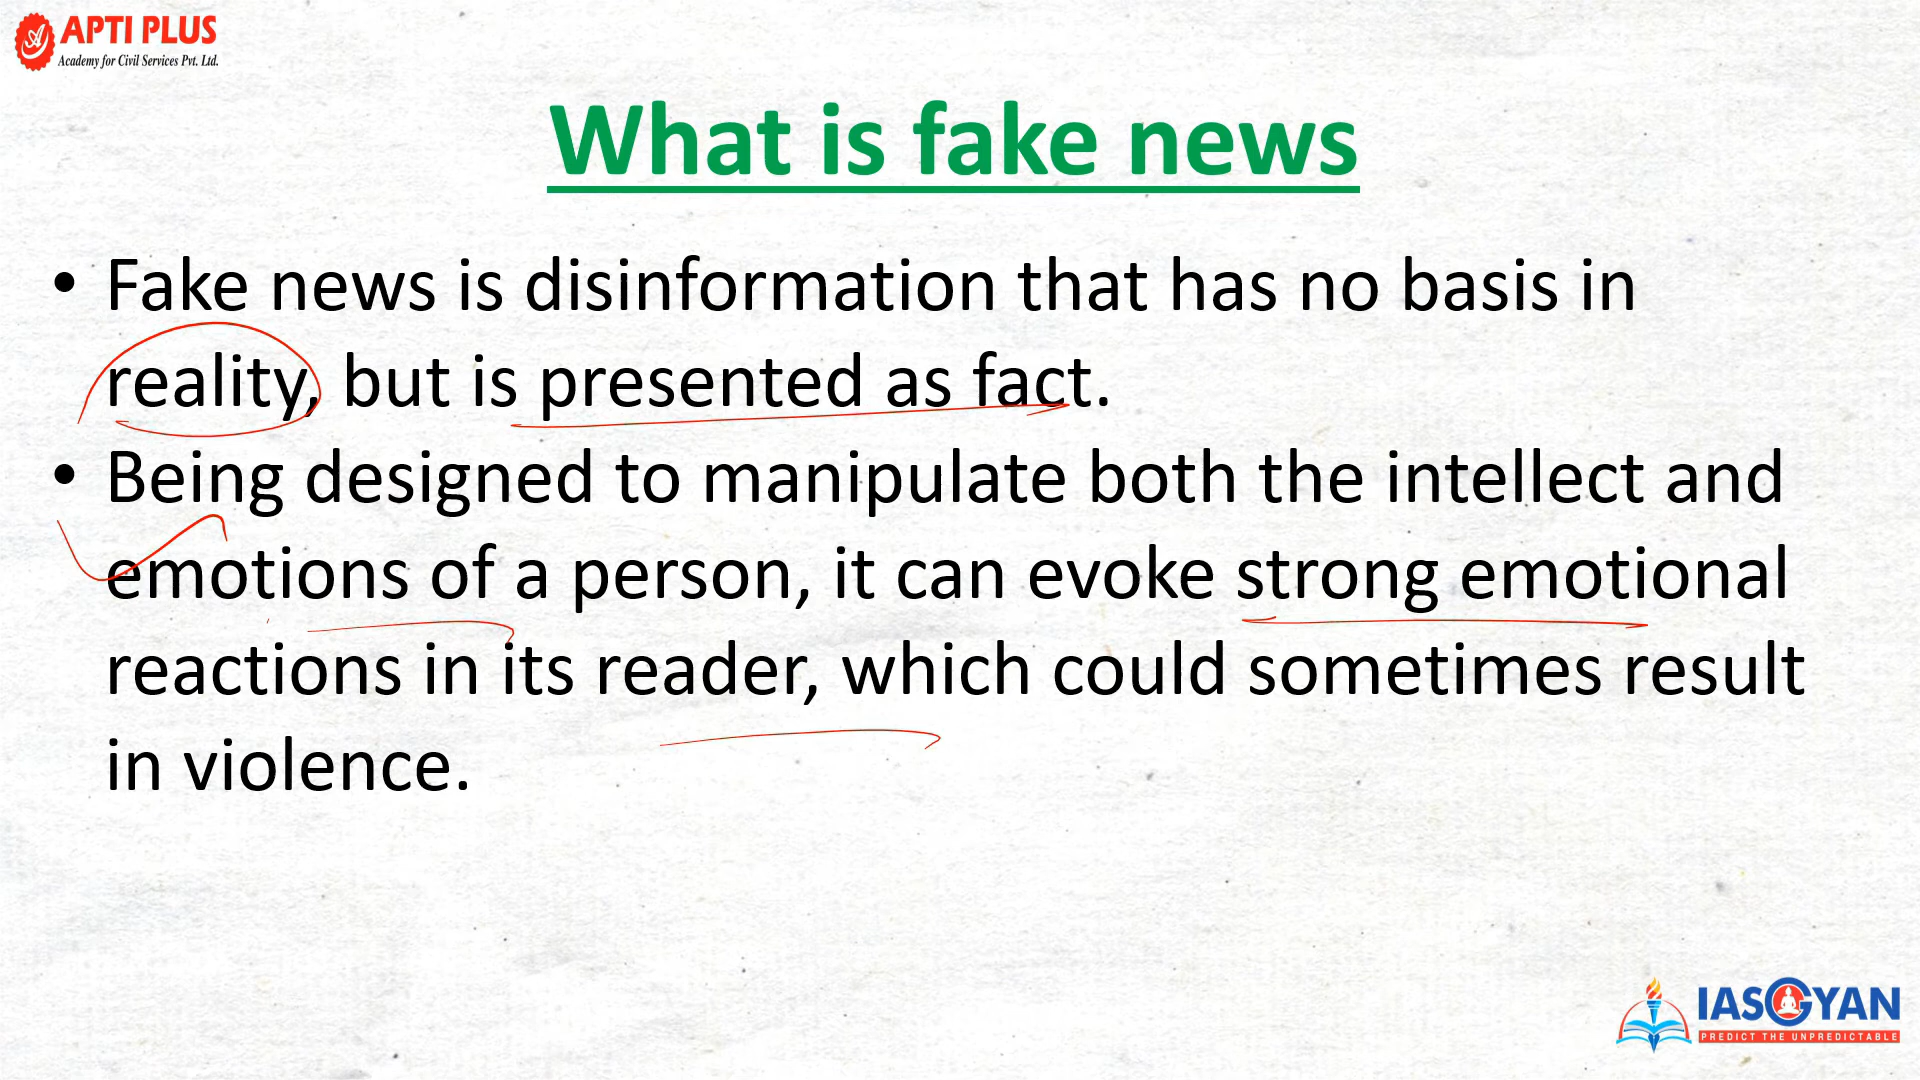 APTI PLUS
Academy for Civil Services Pvt. Ltd.
What is fake news
• Fake news is disinformation that has no basis in
reality, but is presented as fact.
• Being designed to manipulate both the intellect and
emotions of a person, it can evoke strong emotional
reactions in its reader, which could sometimes result
in violence.
IASGYAN
PREDICT THE UNPREDICTABLE